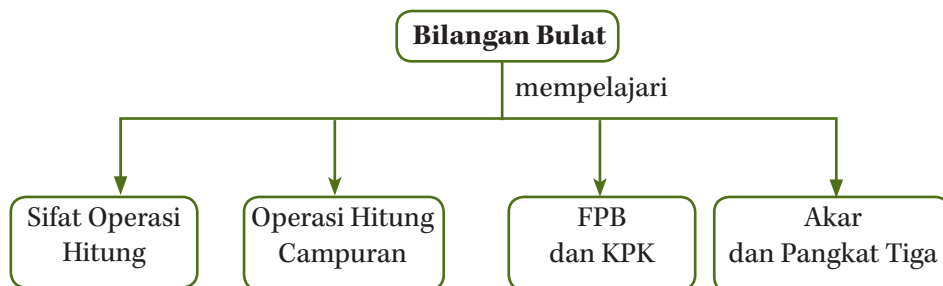 Bilangan Bulat
mempelajari
Sifat Operasi
Hitung
Operasi Hitung
Campuran
FPB
dan KPK
Akar
dan Pangkat Tiga